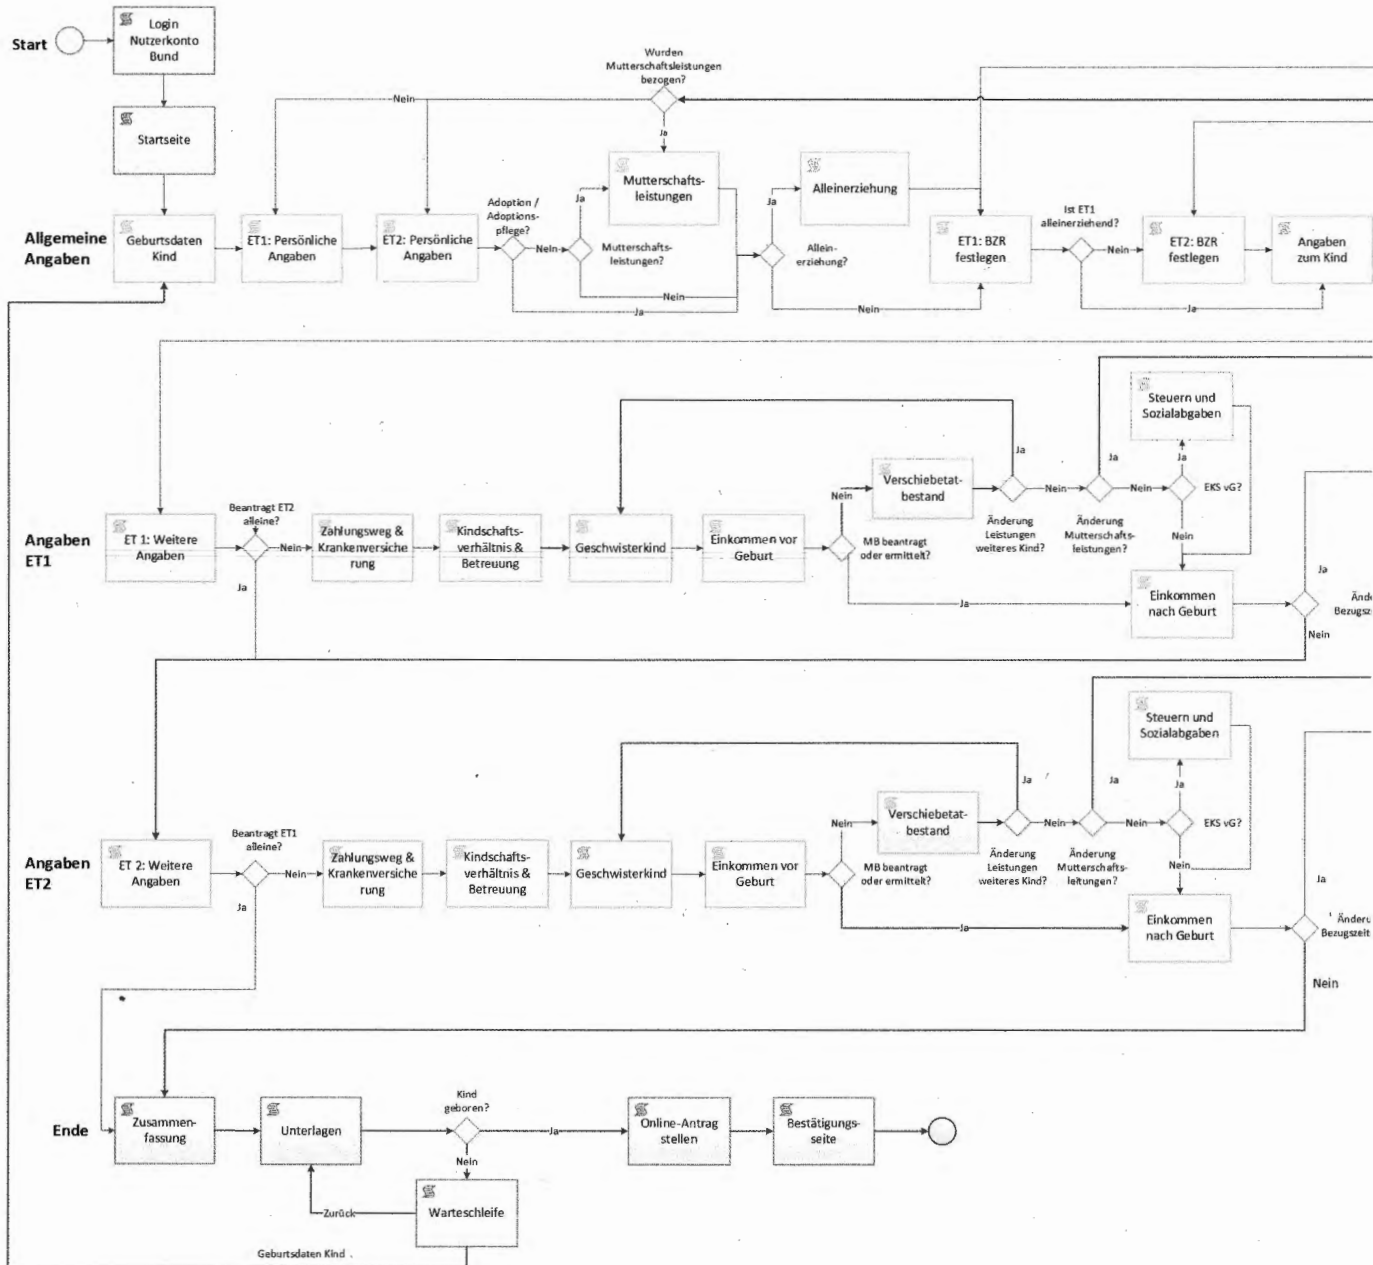 Start
Login
Nutzerkonto
Bund
Startseite
Wurden
Mutterschaftsleistungen
bezogen?
Nein
Ja
Allgemeine
Angaben
Geburtsdaten
Kind
ET1: Persönliche
Angaben
ET2: Persönliche
Angaben
Adoption /
Adoptions-
pflege?
Nein
Ja
Ja
Mutterschafts-
leistungen
Mutterschafts-
leistungen?
Nein
Ja
Alleinerziehung
Allein-
erziehung?
Nein
ET1: BZR
festlegen
Ist ET1
alleinerziehend?
Nein
Ja
ET2: BZR
festlegen
Angaben
zum Kind
Angaben
ET1
ET 1: Weitere
Angaben
Beantragt ET2
alleine?
Nein
Ja
Zahlungsweg &
Krankenversiche
rung
Kindschafts-
verhältnis &
Betreuung
Geschwisterkind
Einkommen vor
Geburt
Nein
MB beantragt
oder ermittelt?
Ja
Verschiebetat-
bestand
Ja
Nein
Änderung
Leistungen
weiteres Kind?
Ja
Nein
Änderung
Mutterschafts-
leistungen?
Steuern und
Sozialabgaben
Ja
EKS vG?
Nein
Einkommen
nach Geburt
Ja
Ände
Bezugsze
Nein
Angaben
ET2
ET 2: Weitere
Angaben
Beantragt ET1
alleine?
Nein
Ja
Zahlungsweg &
Krankenversiche
rung
Kindschafts-
verhältnis &
Betreuung
Geschwisterkind
Einkommen vor
Geburt
Nein
MB beantragt
oder ermittelt?
Ja
Verschiebetat-
bestand
Ja
Nein
Änderung
Leistungen
weiteres Kind?
Ja
Nein
Änderung
Mutterschafts-
leitungen?
Steuern und
Sozialabgaben
Ja
EKS vG?
Nein
Einkommen
nach Geburt
Ja
Änderu
Bezugszeit
Nein
Ende
Zusammen-
fassung
Unterlagen
Kind
geboren?
Ja
Nein
Online-Antrag
stellen
Bestätigungs-
seite
Warteschleife
Zurück
Geburtsdaten Kind